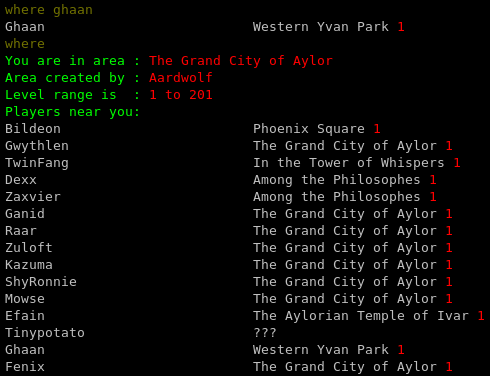 where ghaan
Ghaan Western Yvan Park 1
where
You are in area : The Grand City of Aylor
Area created by : Aardwolf
Level range is : 1 to 201
Players near you:
Bildeon Phoenix Square 1
Gwythlen The Grand City of Aylor 1
TwinFang In the Tower of Whispers 1
Dexx Among the Philosophes 1
Zaxvier Among the Philosophes 1
Ganid The Grand City of Aylor 1
Raar The Grand City of Aylor 1
Zuloft The Grand City of Aylor 1
Kazuma The Grand City of Aylor 1
ShyRonnie The Grand City of Aylor 1
Mowse The Grand City of Aylor 1
Efain The Aylorian Temple of Ivar 1
Tinypotato ???
Ghaan Western Yvan Park 1
Fenix The Grand City of Aylor 1